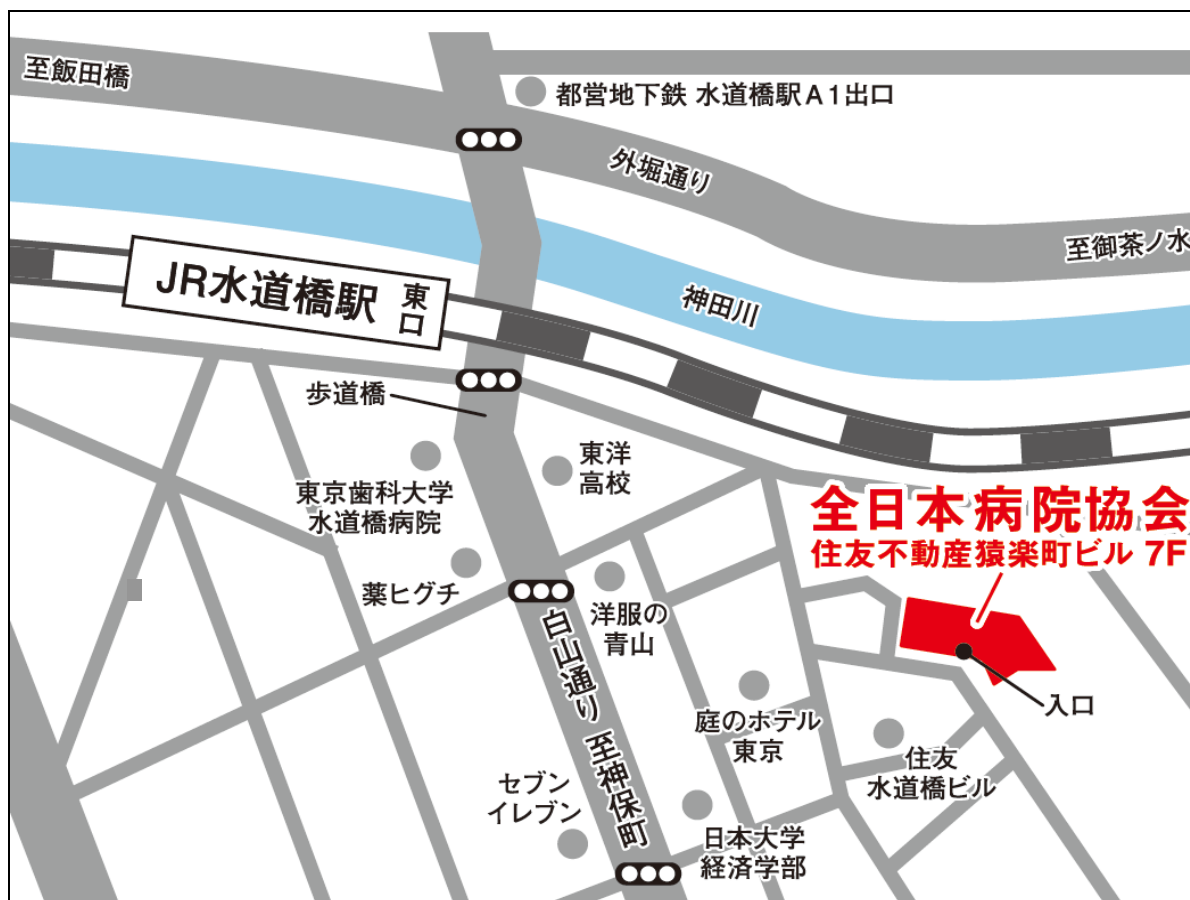 至飯田橋
都営地下鉄 水道橋駅A1出口
外堀通り
至御茶ノ水
JR水道橋駅 東口
神田川
歩道橋
東洋
高校
東京歯科大学
水道橋病院
全日本病院協会
住友不動産猿楽町ビル 7F
薬ヒグチ
洋服の
青山
白山通り 至神保町
入口
庭のホテル
東京
住友
水道橋ビル
セブン
イレブン
日本大学
経済学部